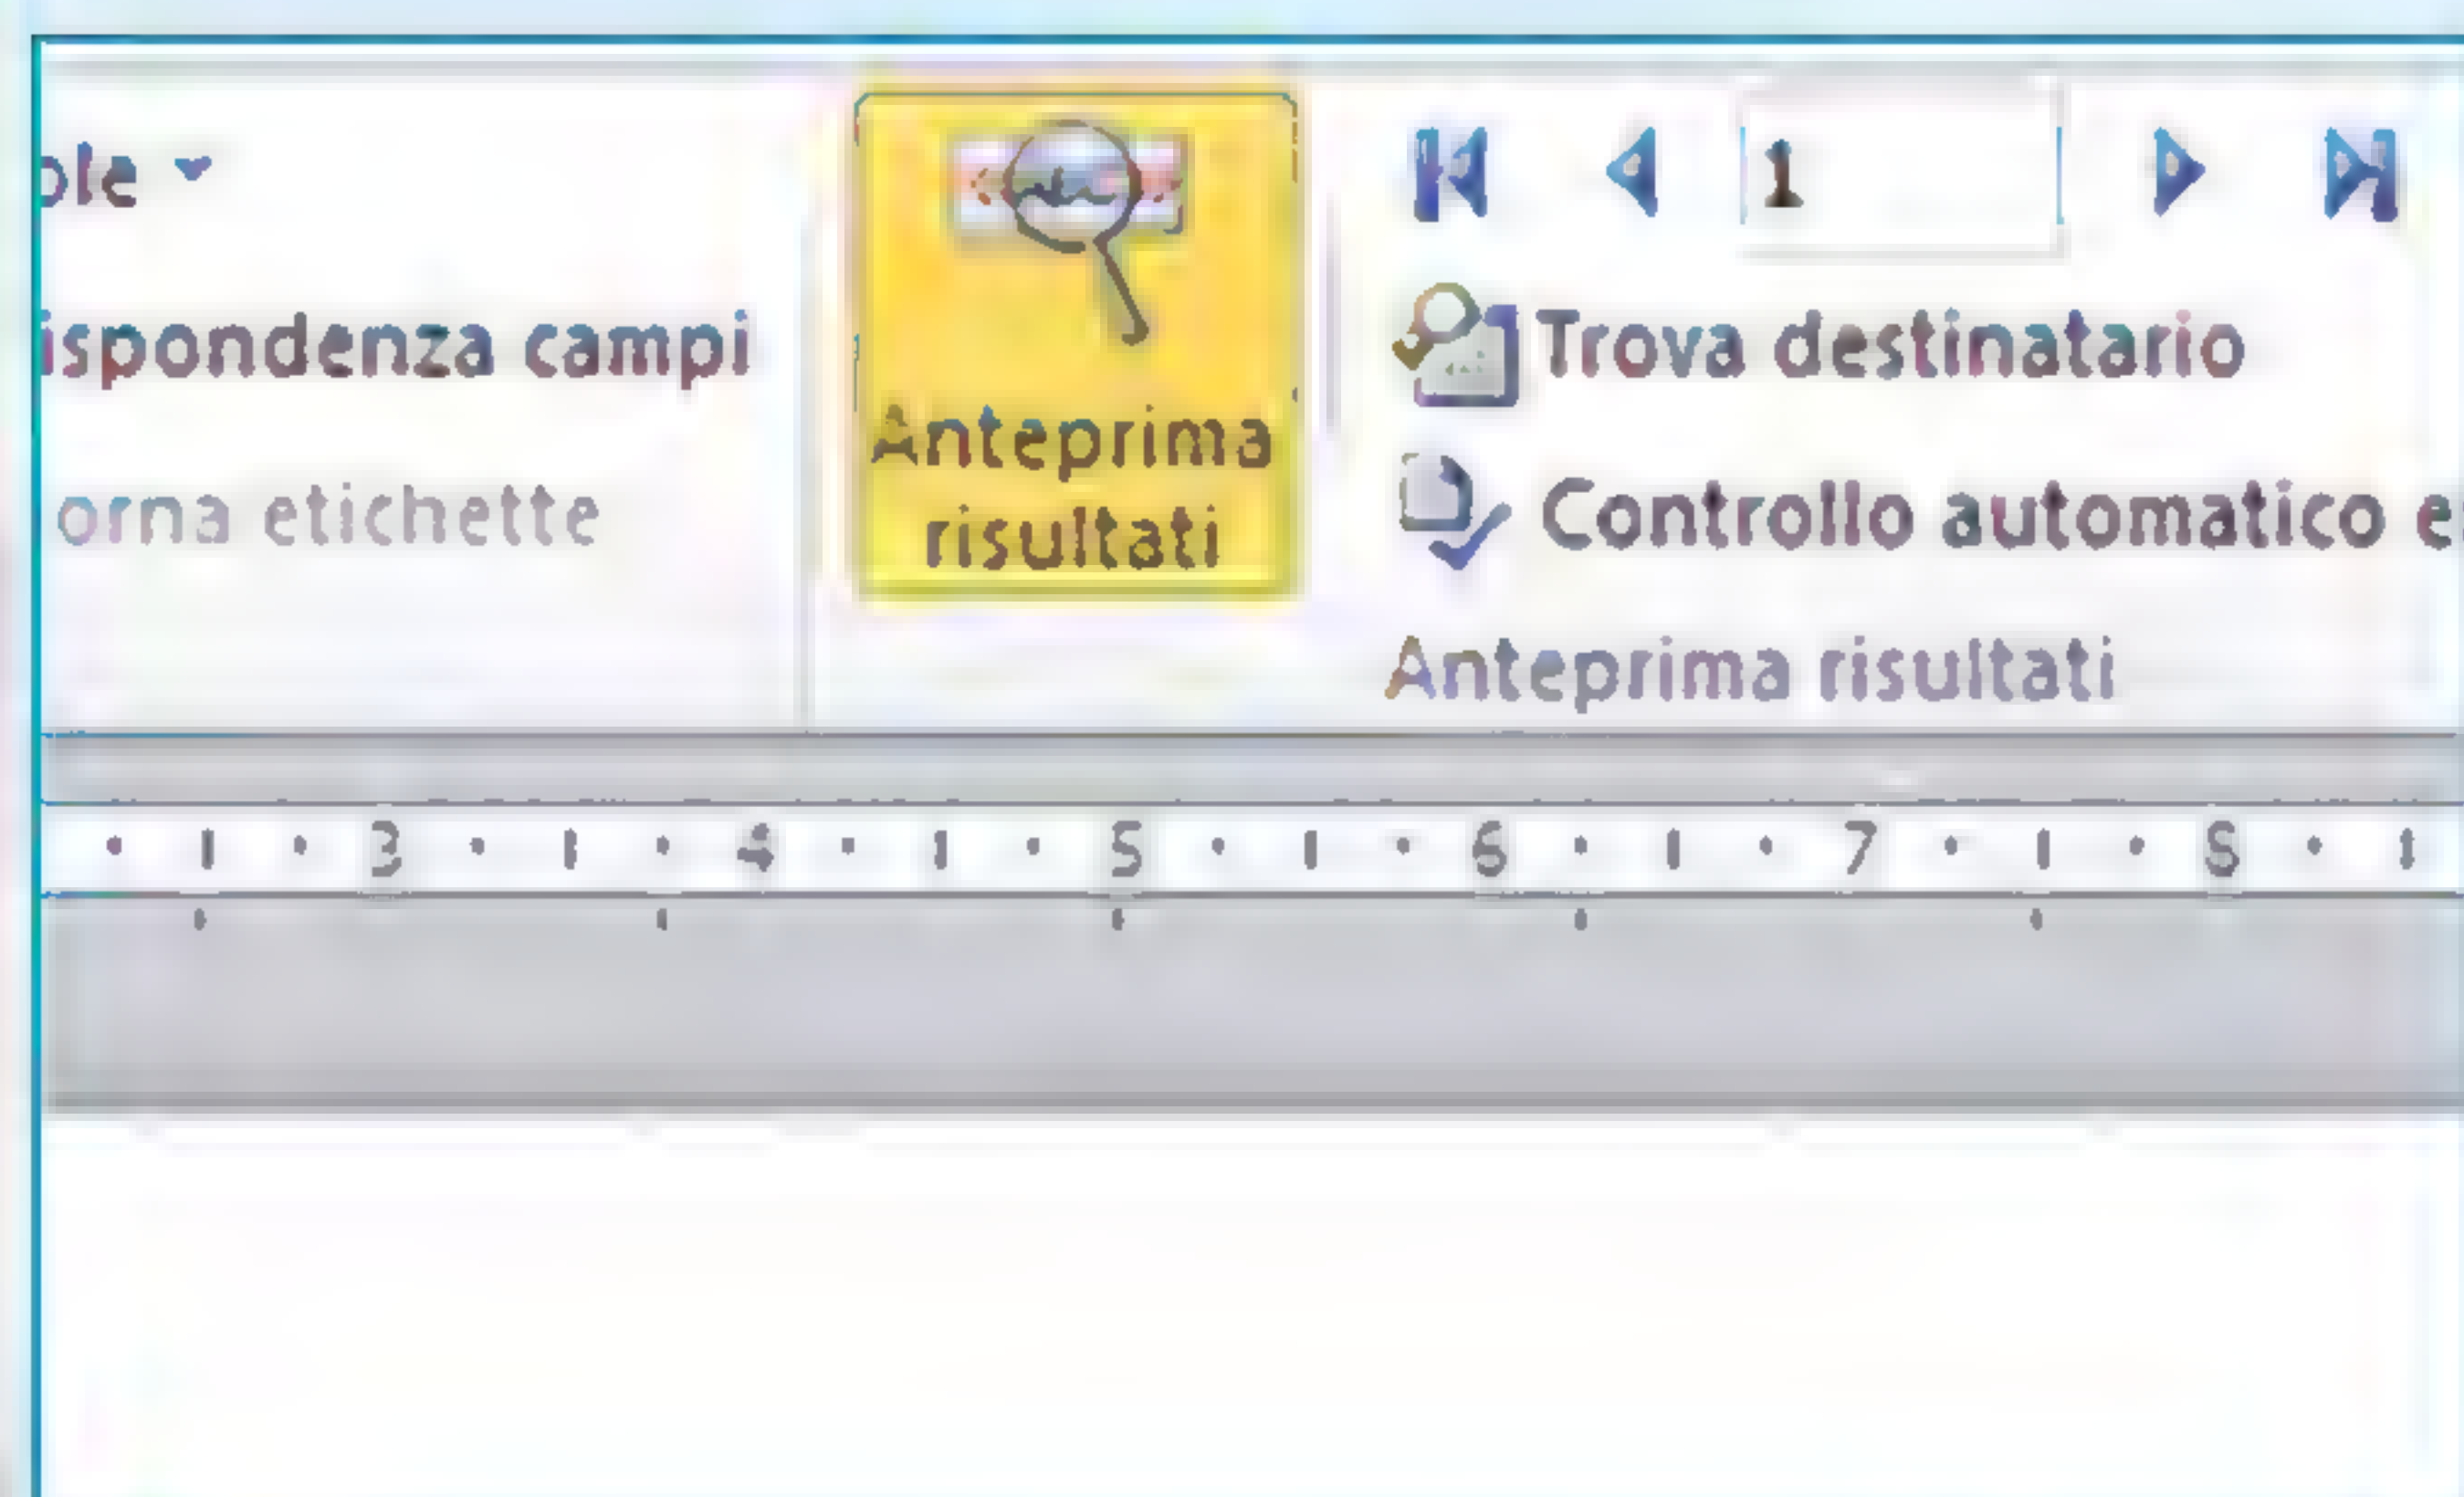 ole
1
ispondenza campi
Trova destinatario
Anteprima
risultati
orna etichette
Controllo automatico e
Anteprima risultati
3 4 5 6 7 8